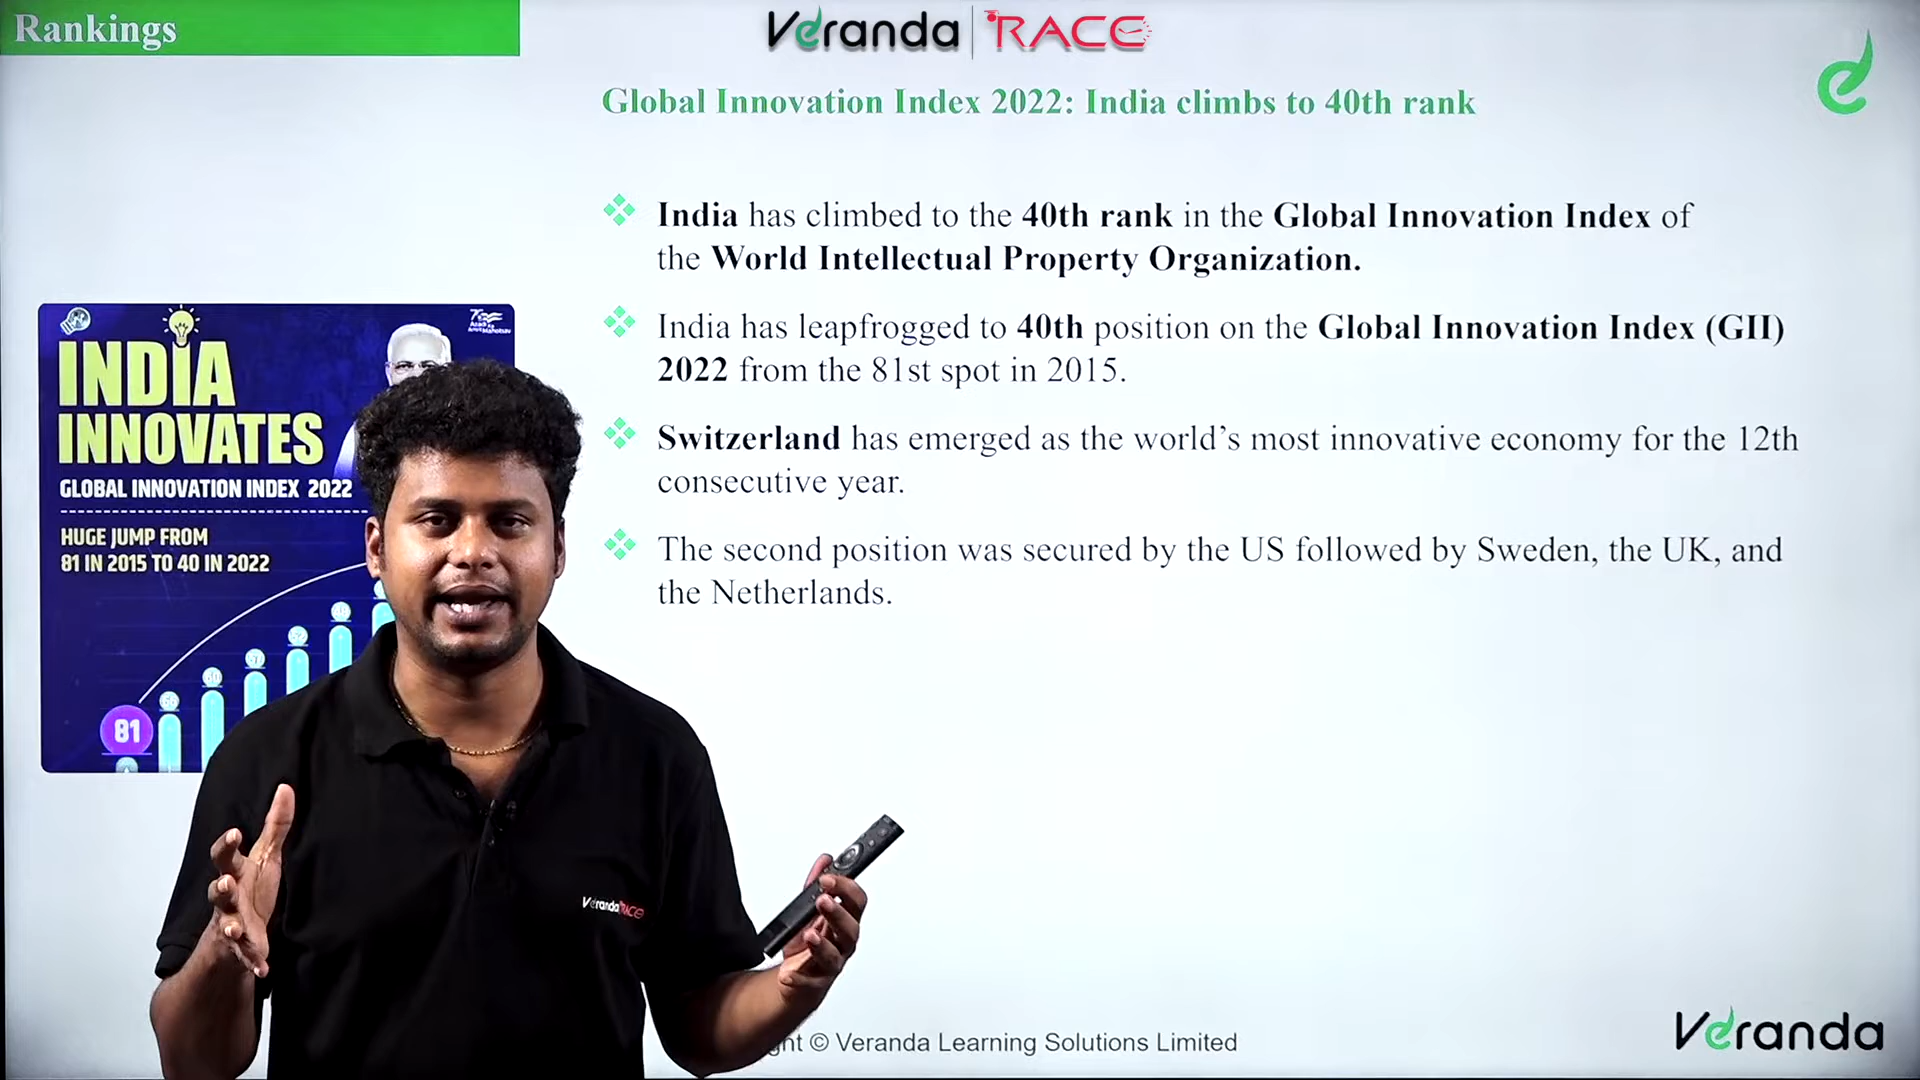 Rankings
Veranda RACE
Global Innovation Index 2022: India climbs to 40th rank
India has climbed to the 40th rank in the Global Innovation Index of
the World Intellectual Property Organization.
India has leapfrogged to 40th position on the Global Innovation Index (GII)
2022 from the 81st spot in 2015.
Switzerland has emerged as the world’s most innovative economy for the 12th
consecutive year.
The second position was secured by the US followed by Sweden, the UK, and
the Netherlands.
INDIA
INNOVATES
GLOBAL INNOVATION INDEX 2022
HUGE JUMP FROM
81 IN 2015 TO 40 IN 2022
81
Veranda RACE
© Veranda Learning Solutions Limited
Veranda